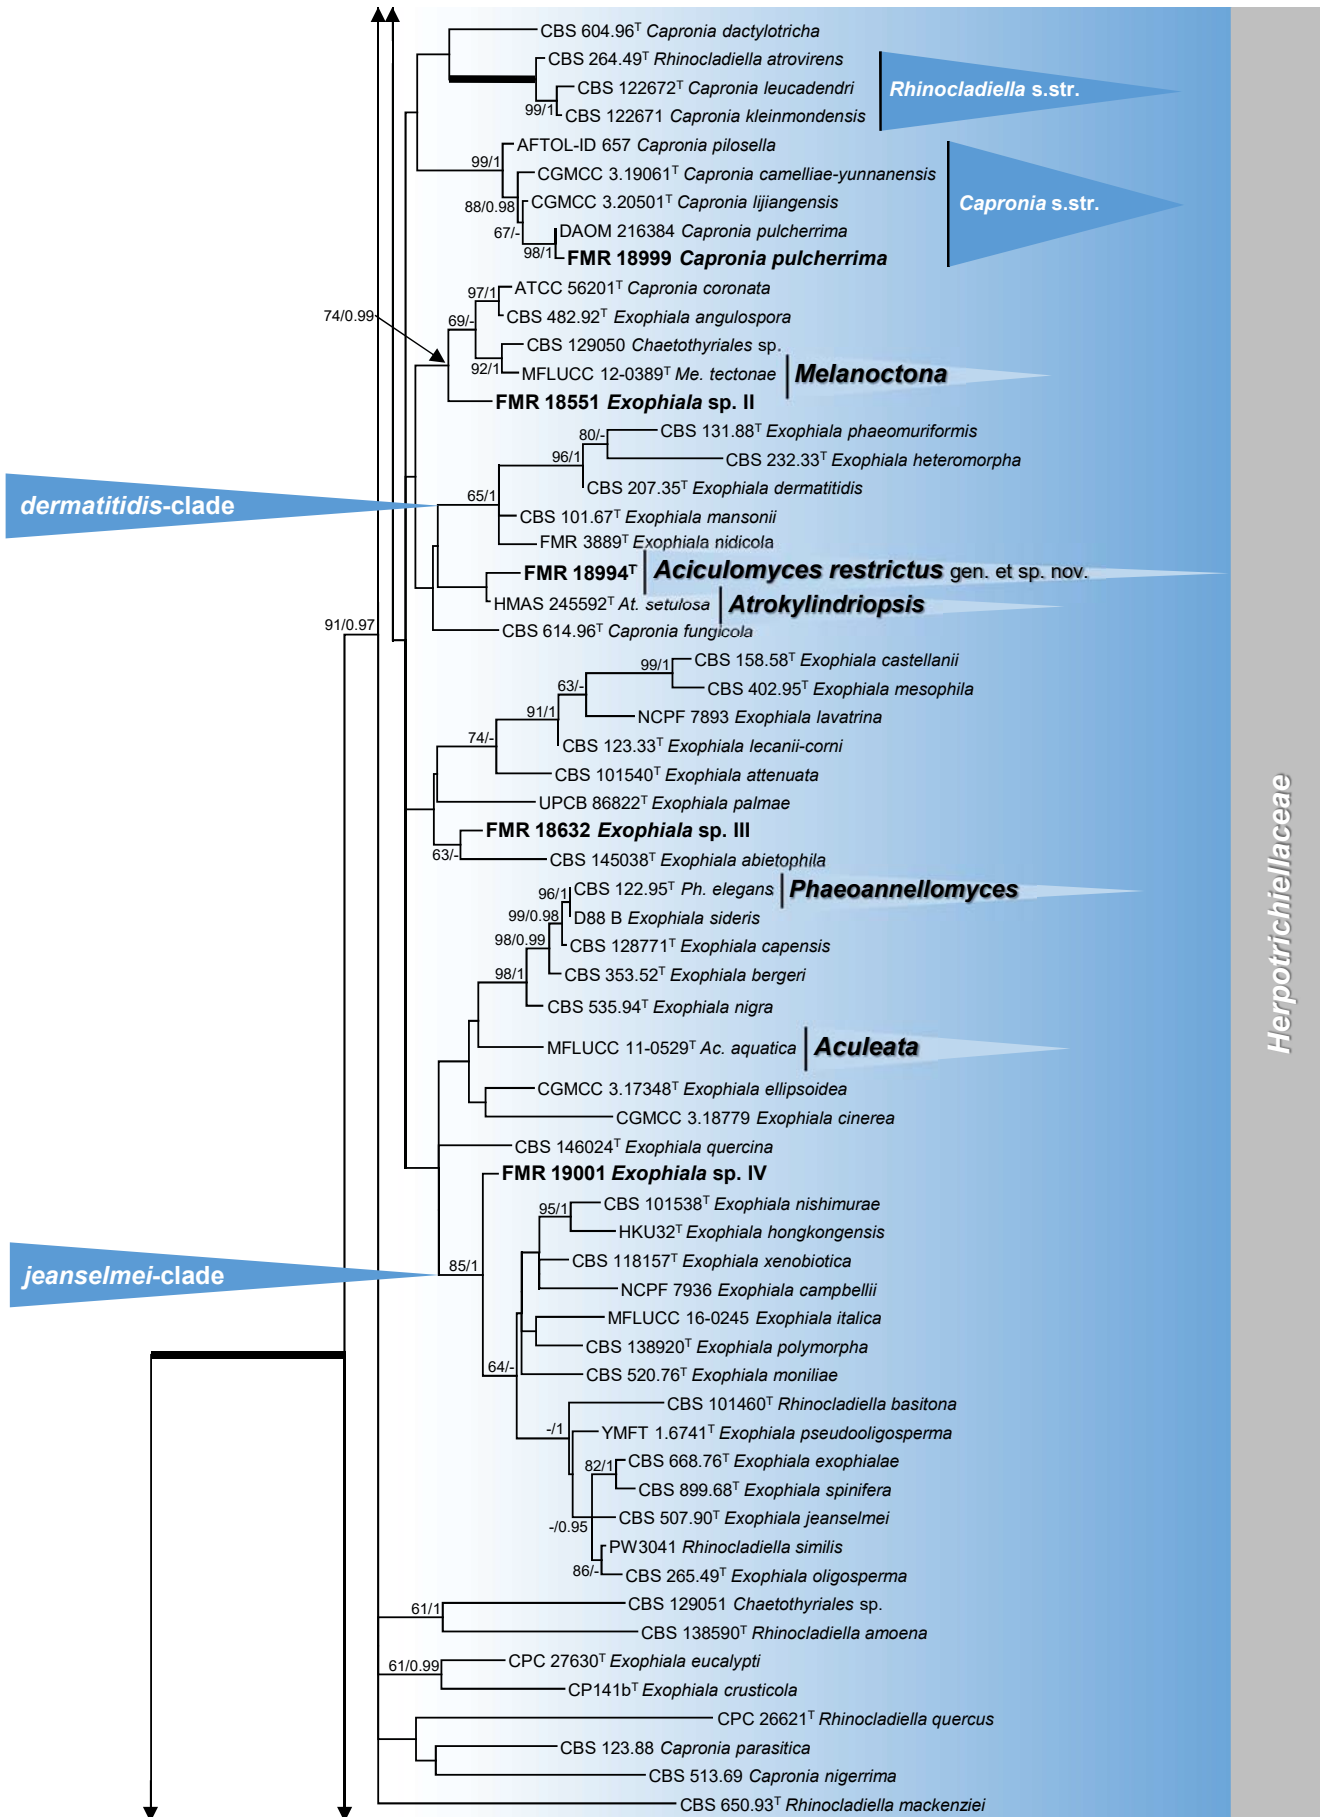 CBS 604.96ᵀ Capronia dactylotricha
CBS 264.49ᵀ Rhinocladiella atrovirens
CBS 122672ᵀ Capronia leucadendri
Rhinocladiella s.str.
99/1
CBS 122671 Capronia kleinmondensis
AFTOL-ID 657 Capronia pilosella
99/1
CGMCC 3.19061ᵀ Capronia camelliae-yunnanensis
88/0.98
CGMCC 3.20501ᵀ Capronia lijiangensis
Capronia s.str.
67/-
DAOM 216384 Capronia pulcherrima
98/1
FMR 18999 Capronia pulcherrima
ATCC 56201ᵀ Capronia coronata
97/1
74/0.99
69/-
CBS 482.92ᵀ Exophiala angulospora
CBS 129050 Chaetothyriales sp.
92/1
MFLUCC 12-0389ᵀ Me. tectonae
Melanoctona
FMR 18551 Exophiala sp. II
80/-
CBS 131.88ᵀ Exophiala phaeomuriformis
96/1
CBS 232.33ᵀ Exophiala heteromorpha
CBS 207.35ᵀ Exophiala dermatitidis
dermatitidis-clade
65/1
CBS 101.67ᵀ Exophiala mansonii
FMR 3889ᵀ Exophiala nidicola
FMR 18994ᵀ
Aciculomyces restrictus gen. et sp. nov.
HMAS 245592ᵀ At. setulosa
Atrokylindriopsis
91/0.97
CBS 614.96ᵀ Capronia fungicola
99/1
CBS 158.58ᵀ Exophiala castellanii
63/-
CBS 402.95ᵀ Exophiala mesophila
91/1
NCPF 7893 Exophiala lavatrina
74/-
CBS 123.33ᵀ Exophiala lecanii-corni
CBS 101540ᵀ Exophiala attenuata
UPCB 86822ᵀ Exophiala palmae
FMR 18632 Exophiala sp. III
63/-
CBS 145038ᵀ Exophiala abietophila
96/1
CBS 122.95ᵀ Ph. elegans
Phaeoannellomyces
99/0.98
D88 B Exophiala sideris
98/0.99
CBS 128771ᵀ Exophiala capensis
98/1
CBS 353.52ᵀ Exophiala bergeri
CBS 535.94ᵀ Exophiala nigra
Herpotrichiellaceae
MFLUCC 11-0529ᵀ Ac. aquatica
Aculeata
CGMCC 3.17348ᵀ Exophiala ellipsoidea
CGMCC 3.18779 Exophiala cinerea
CBS 146024ᵀ Exophiala quercina
FMR 19001 Exophiala sp. IV
95/1
CBS 101538ᵀ Exophiala nishimurae
HKU32ᵀ Exophiala hongkongensis
jeanselmei-clade
85/1
CBS 118157ᵀ Exophiala xenobiotica
NCPF 7936 Exophiala campbellii
MFLUCC 16-0245 Exophiala italica
CBS 138920ᵀ Exophiala polymorpha
64/-
CBS 520.76ᵀ Exophiala moniliae
CBS 101460ᵀ Rhinocladiella basitona
-/1
YMFT 1.6741ᵀ Exophiala pseudooligosperma
82/1
CBS 668.76ᵀ Exophiala exophialae
CBS 899.68ᵀ Exophiala spinifera
-/0.95
CBS 507.90ᵀ Exophiala jeanselmei
PW3041 Rhinocladiella similis
86/-
CBS 265.49ᵀ Exophiala oligosperma
61/1
CBS 129051 Chaetothyriales sp.
CBS 138590ᵀ Rhinocladiella amoena
61/0.99
CPC 27630ᵀ Exophiala eucalypti
CP141bᵀ Exophiala crusticola
CPC 26621ᵀ Rhinocladiella quercus
CBS 123.88 Capronia parasitica
CBS 513.69 Capronia nigerrima
CBS 650.93ᵀ Rhinocladiella mackenziei